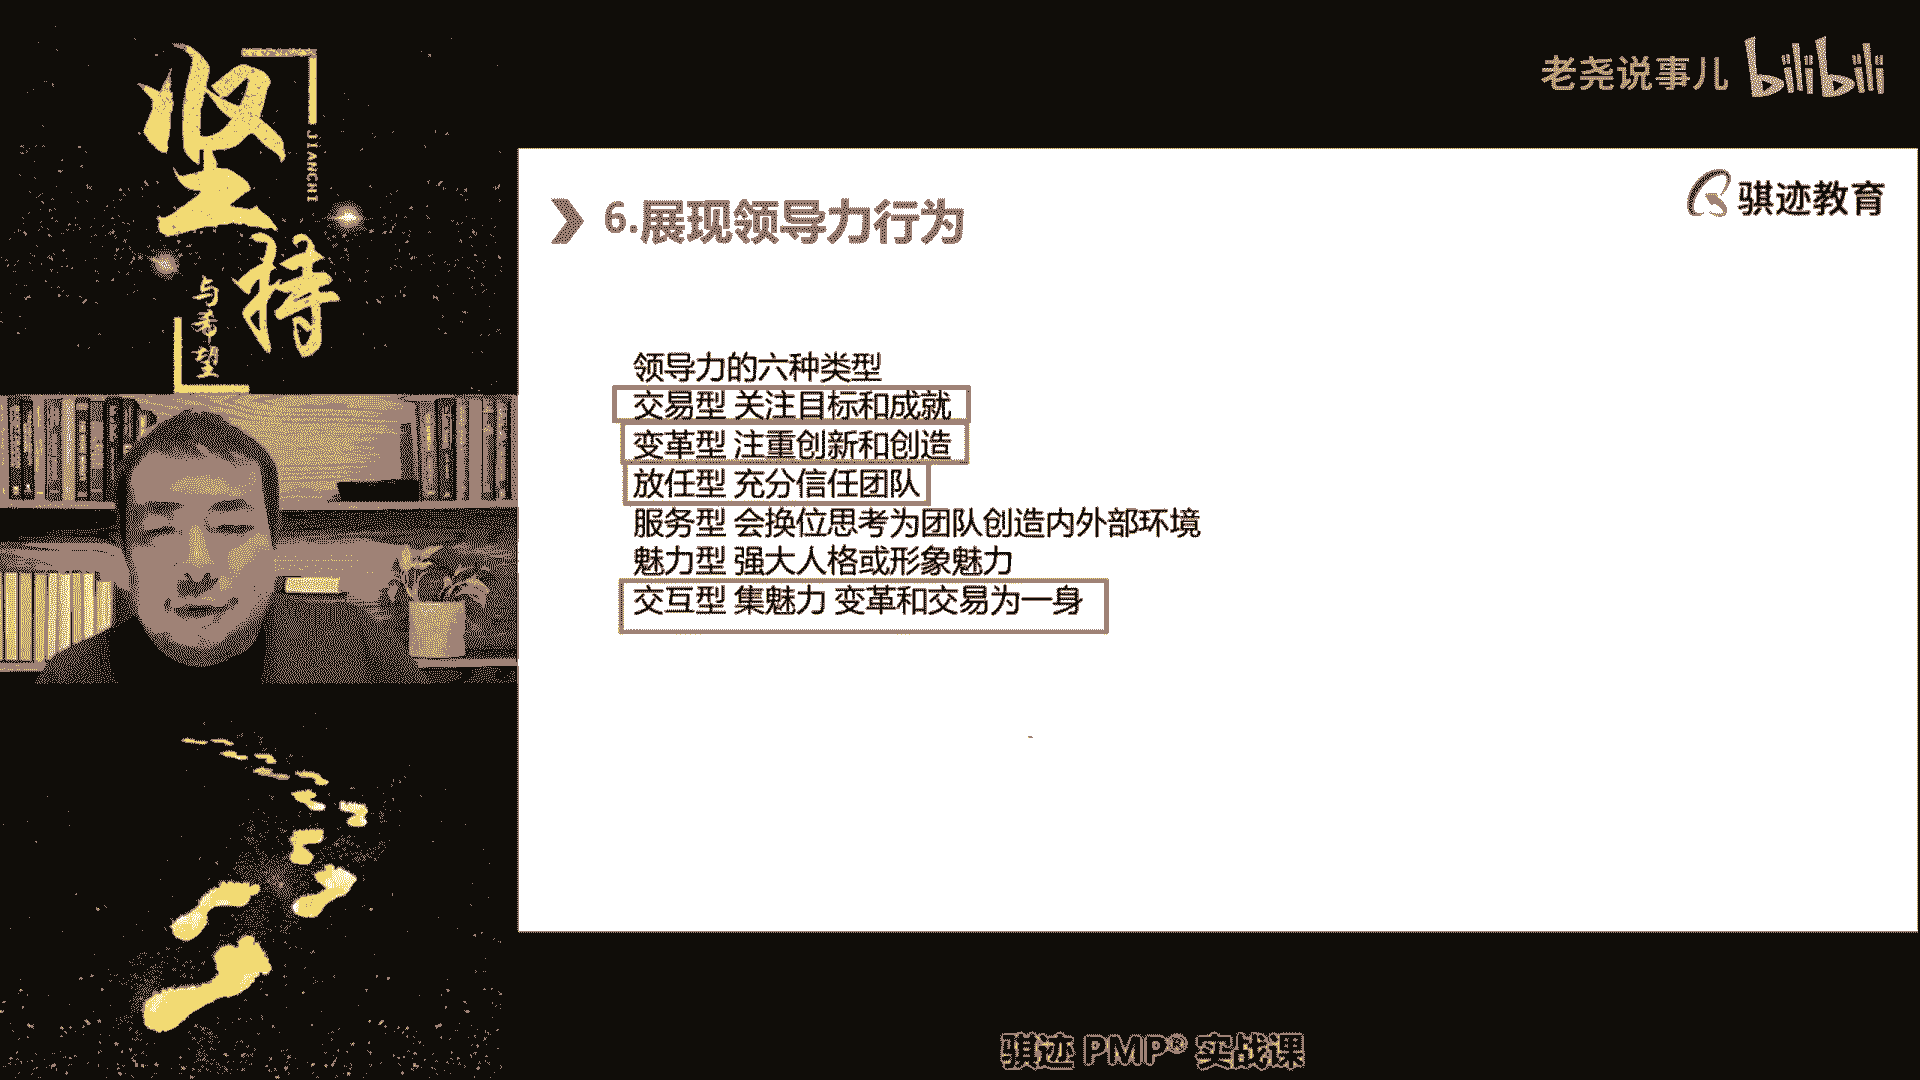 坚持
JIANCHI
与希望
老尧说事儿 bilibili
骐迹教育
6.展现领导力行为
领导力的六种类型
交易型 关注目标和成就
变革型 注重创新和创造
放任型 充分信任团队
服务型 会换位思考为团队创造内外部环境
魅力型 强大人格或形象魅力
交互型 集魅力 变革和交易为一身
骐迹 PMP® 实战课